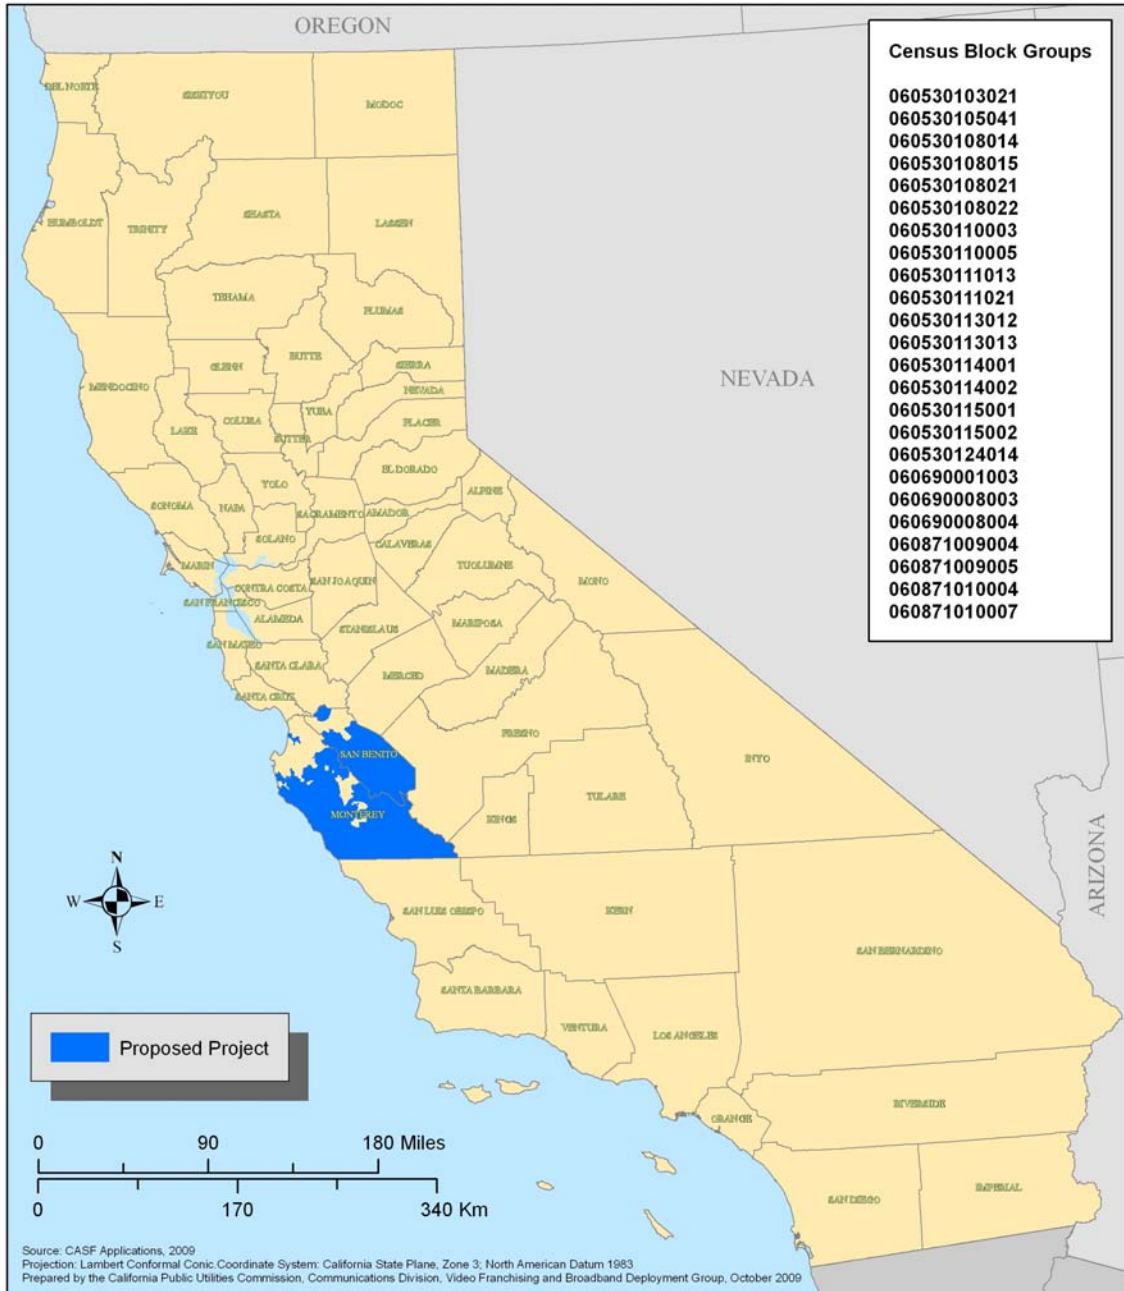 OREGON
Census Block Groups
060530103021
060530105041
060530108014
060530108015
060530108021
060530108022
060530110003
060530110005
060530111013
060530111021
060530113012
060530113013
060530114001
060530114002
060530115001
060530115002
060530124014
060690001003
060690008003
060690008004
060871009004
060871009005
060871010004
060871010007
DEL NORTE
SISKIYOU
MODOC
HUMBOLDT
TRINITY
SHASTA
LASSEN
TEHAMA
PLUMAS
MENDOCINO
GLENN
BUTTE
SIERRA
NEVADA
NEVADA
LAKE
COLUSA
SUTTER
YUBA
PLACER
EL DORADO
SONOMA
NAPA
YOLO
SACRAMENTO
AMADOR
ALPINE
SOLANO
CALAVERAS
MARIN
CONTRA COSTA
SAN JOAQUIN
TUOLUMNE
MONO
SAN FRANCISCO
ALAMEDA
SAN MATEO
STANISLAUS
MARIPOSA
SANTA CLARA
MERCED
MADERA
SANTA CRUZ
FRESNO
SAN BENITO
INYO
MONTEREY
KINGS
TULARE
ARIZONA
N
W
E
S
SAN LUIS OBISPO
KERN
SAN BERNARDINO
SANTA BARBARA
VENTURA
LOS ANGELES
Proposed Project
ORANGE
RIVERSIDE
SAN DIEGO
IMPERIAL
0 90 180 Miles
0 170 340 Km
Source: CASF Applications, 2009
Projection: Lambert Conformal Conic.Coordinate System: California State Plane, Zone 3; North American Datum 1983
Prepared by the California Public Utilities Commission, Communications Division, Video Franchising and Broadband Deployment Group, October 2009